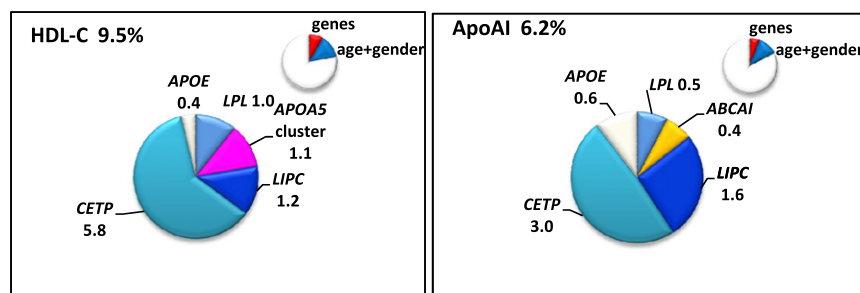 HDL-C 9.5%
genes
age+gender
APOE
0.4
LPL 1.0
APOA5
cluster
1.1
LIPC
1.2
CETP
5.8
ApoAI 6.2%
genes
age+gender
APOE
0.6
LPL 0.5
ABCAI
0.4
LIPC
1.6
CETP
3.0